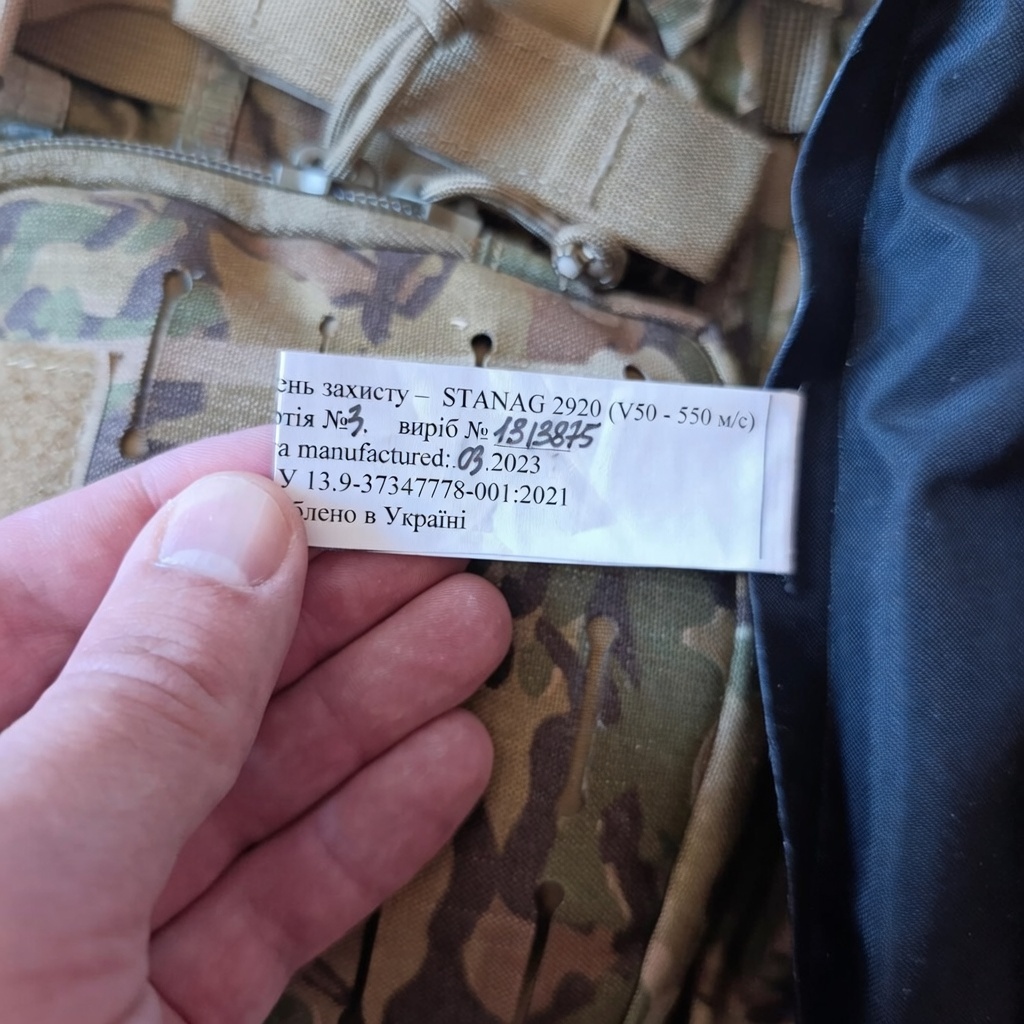 ень захисту – STANAG 2920 (V50 - 550 м/с)
тія №3. виріб № 1313875
а manufactured:.03.2023
У 13.9-37347778-001:2021
блено в Україні